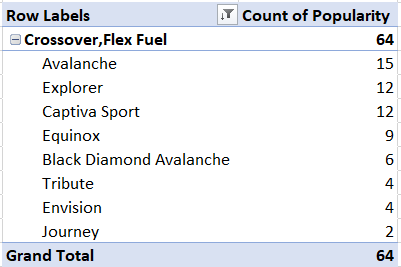 Row Labels Count of Popularity
Crossover,Flex Fuel 64
Avalanche 15
Explorer 12
Captiva Sport 12
Equinox 9
Black Diamond Avalanche 6
Tribute 4
Envision 4
Journey 2
Grand Total 64